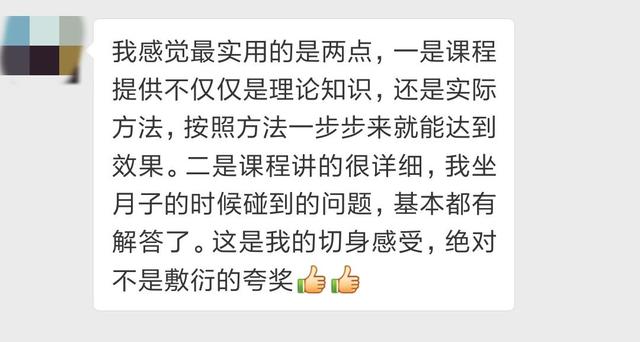 我感觉最实用的是两点，一是课程
提供不仅仅是理论知识，还是实际
方法，按照方法一步步来就能达到
效果。二是课程讲的很详细，我坐
月子的时候碰到的问题，基本都有
解答了。这是我的切身感受，绝对
不是敷衍的夸奖👍👍